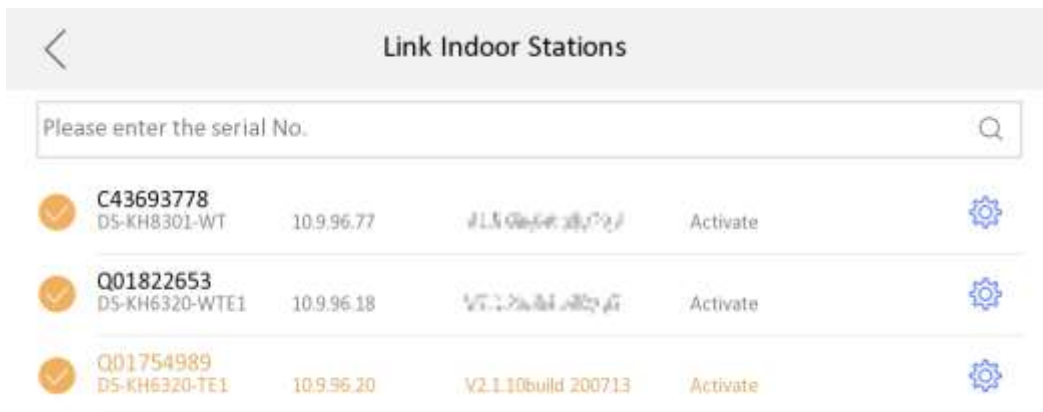 Link Indoor Stations
Please enter the serial No.
C43693778
DS-KH8301-WT 10.9.96.77 Activate
Q01822653
DS-KH6320-WTE1 10.9.96.18 Activate
Q01754989
DS-KH6320-TE1 10.9.96.20 V2.1.10build 200713 Activate